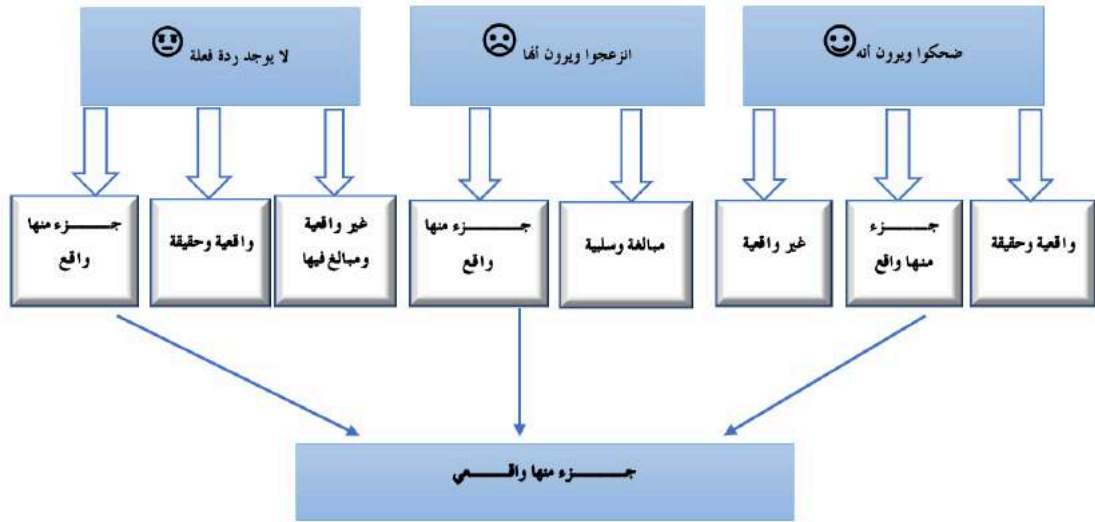 ضحكوا ويرون أنه
انزعجوا ويرون أنها
لا يوجد ردة فعلة
واقعية وحقيقة
جـــــزء
منها واقع
غير واقعية
مبالغة وسلبية
جـــــزء منها
واقع
غير واقعية
ومبالغ فيها
واقعية وحقيقة
جـــــزء منها
واقع
جـــــزء منها واقـــــعي